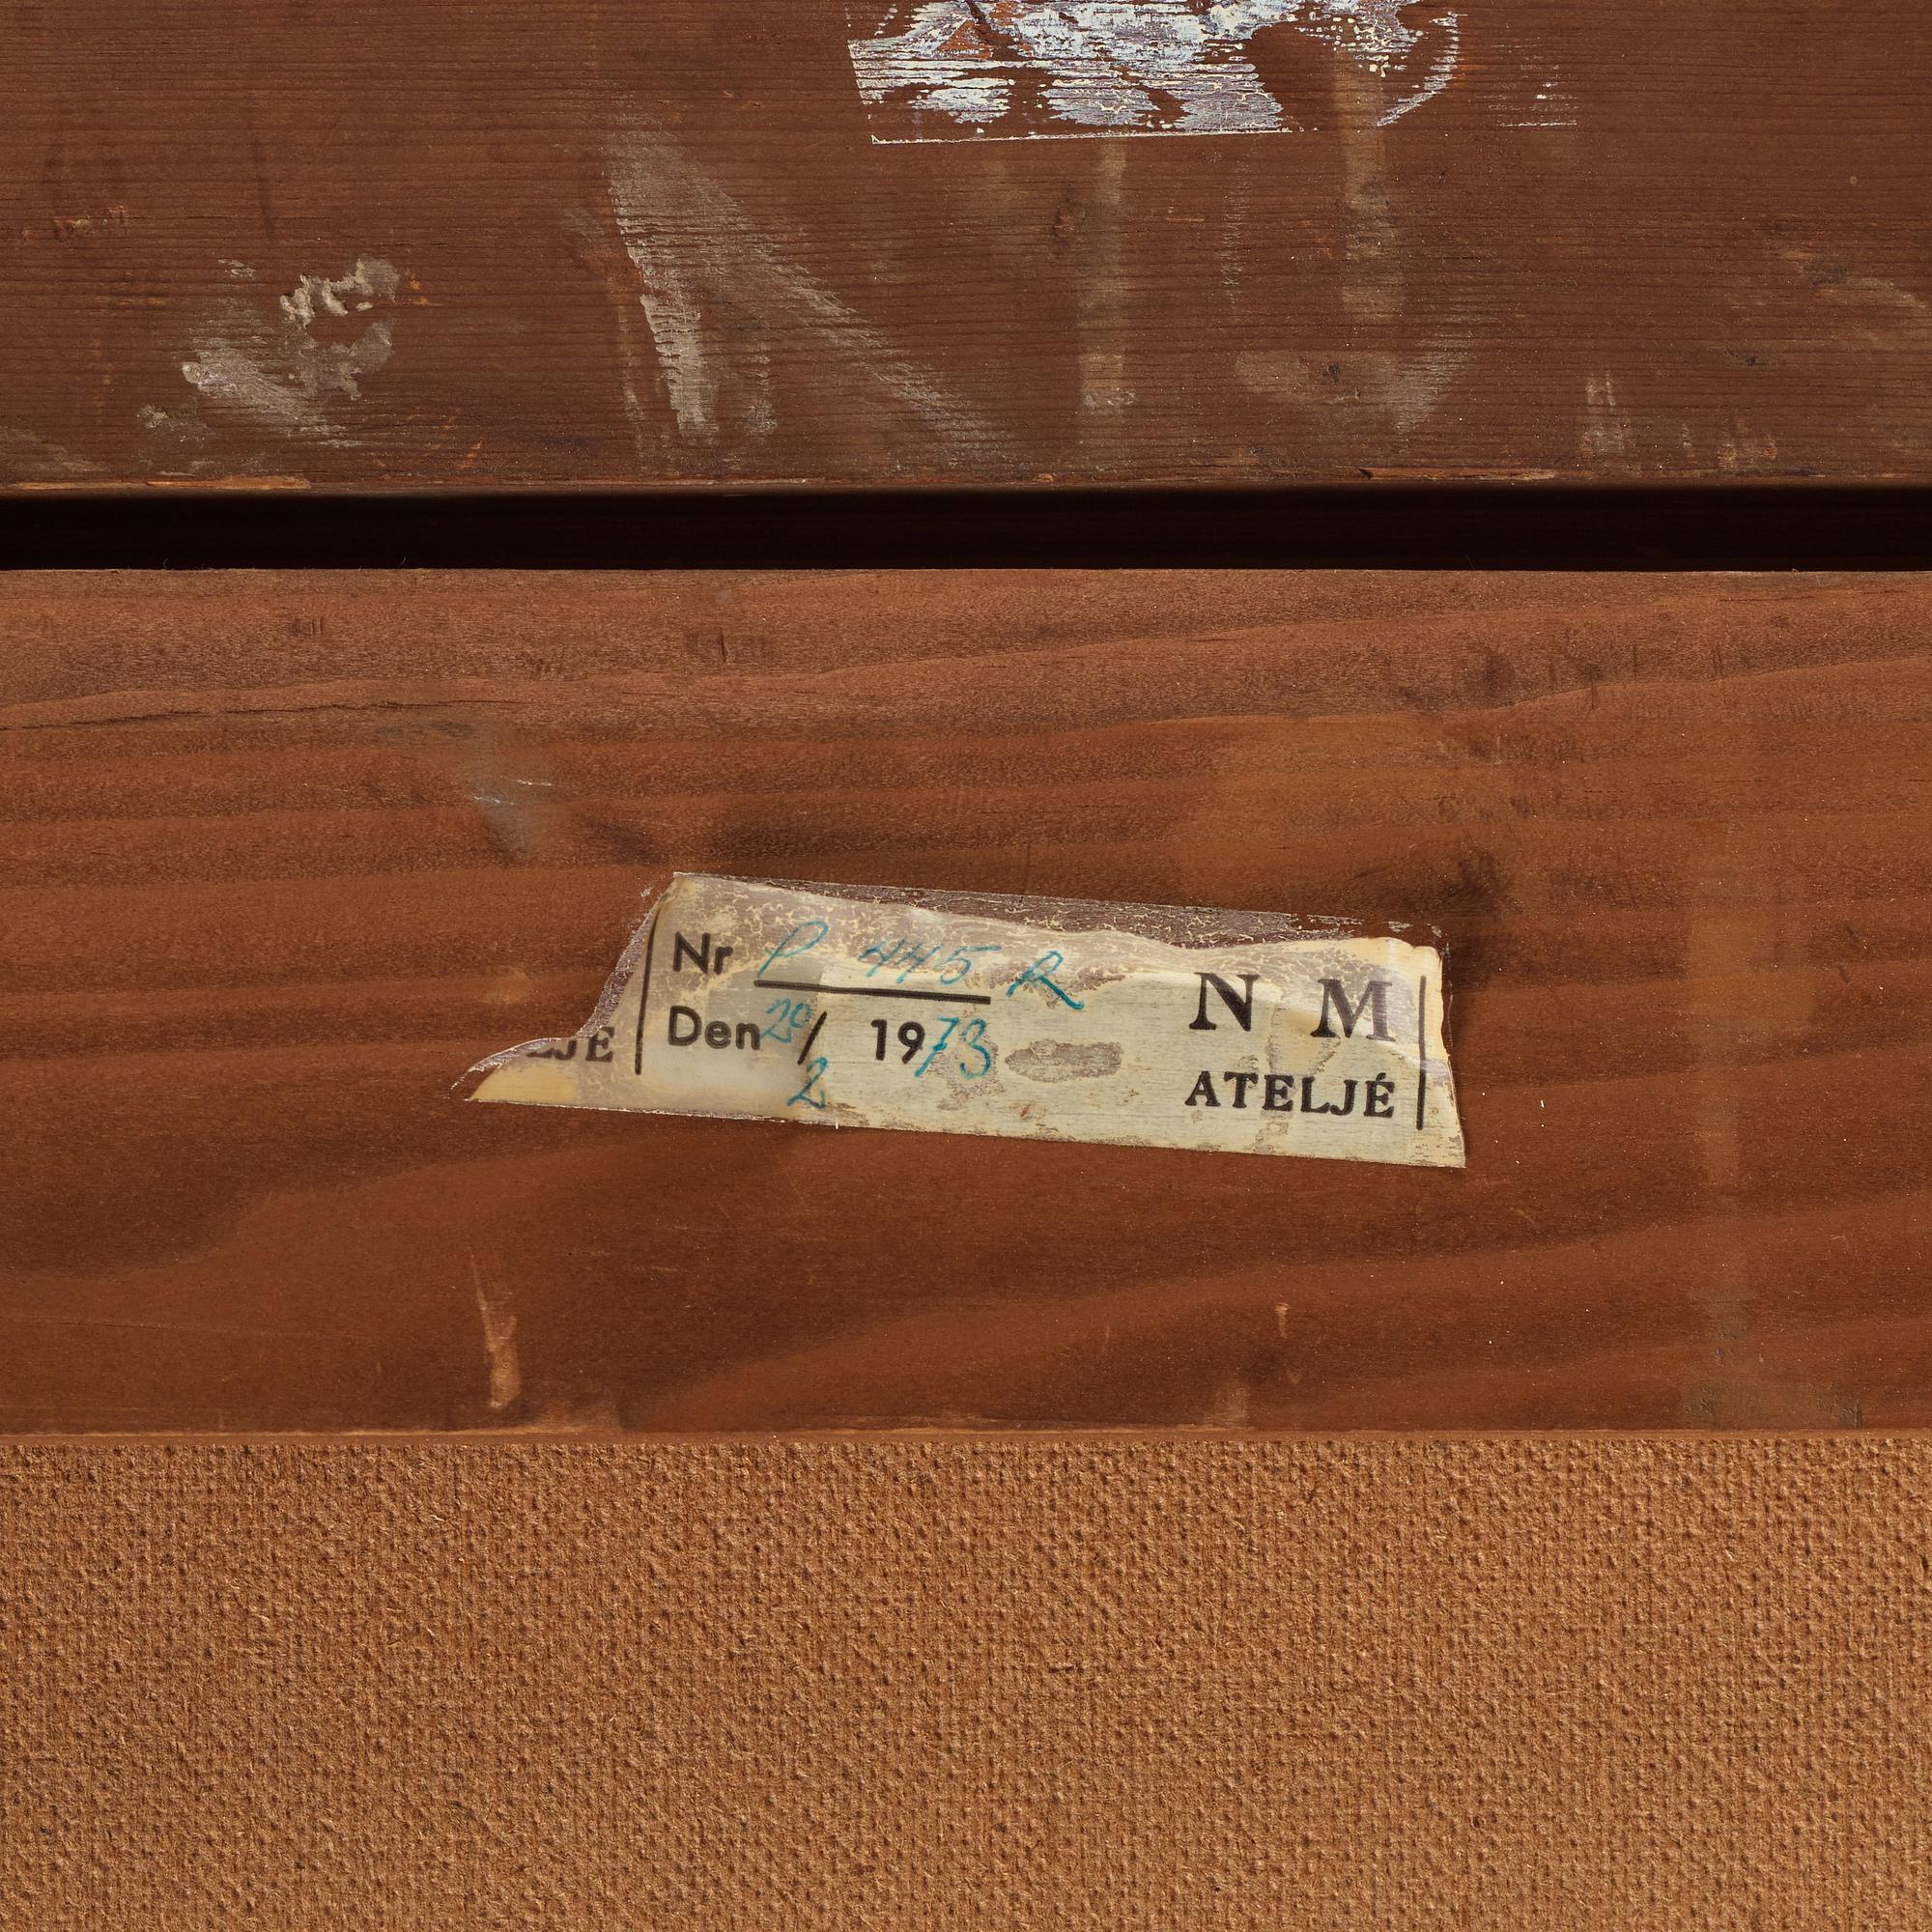 Nr P 445 R
Den 20/2 1973
N M
ATELJÉ
LJÉ